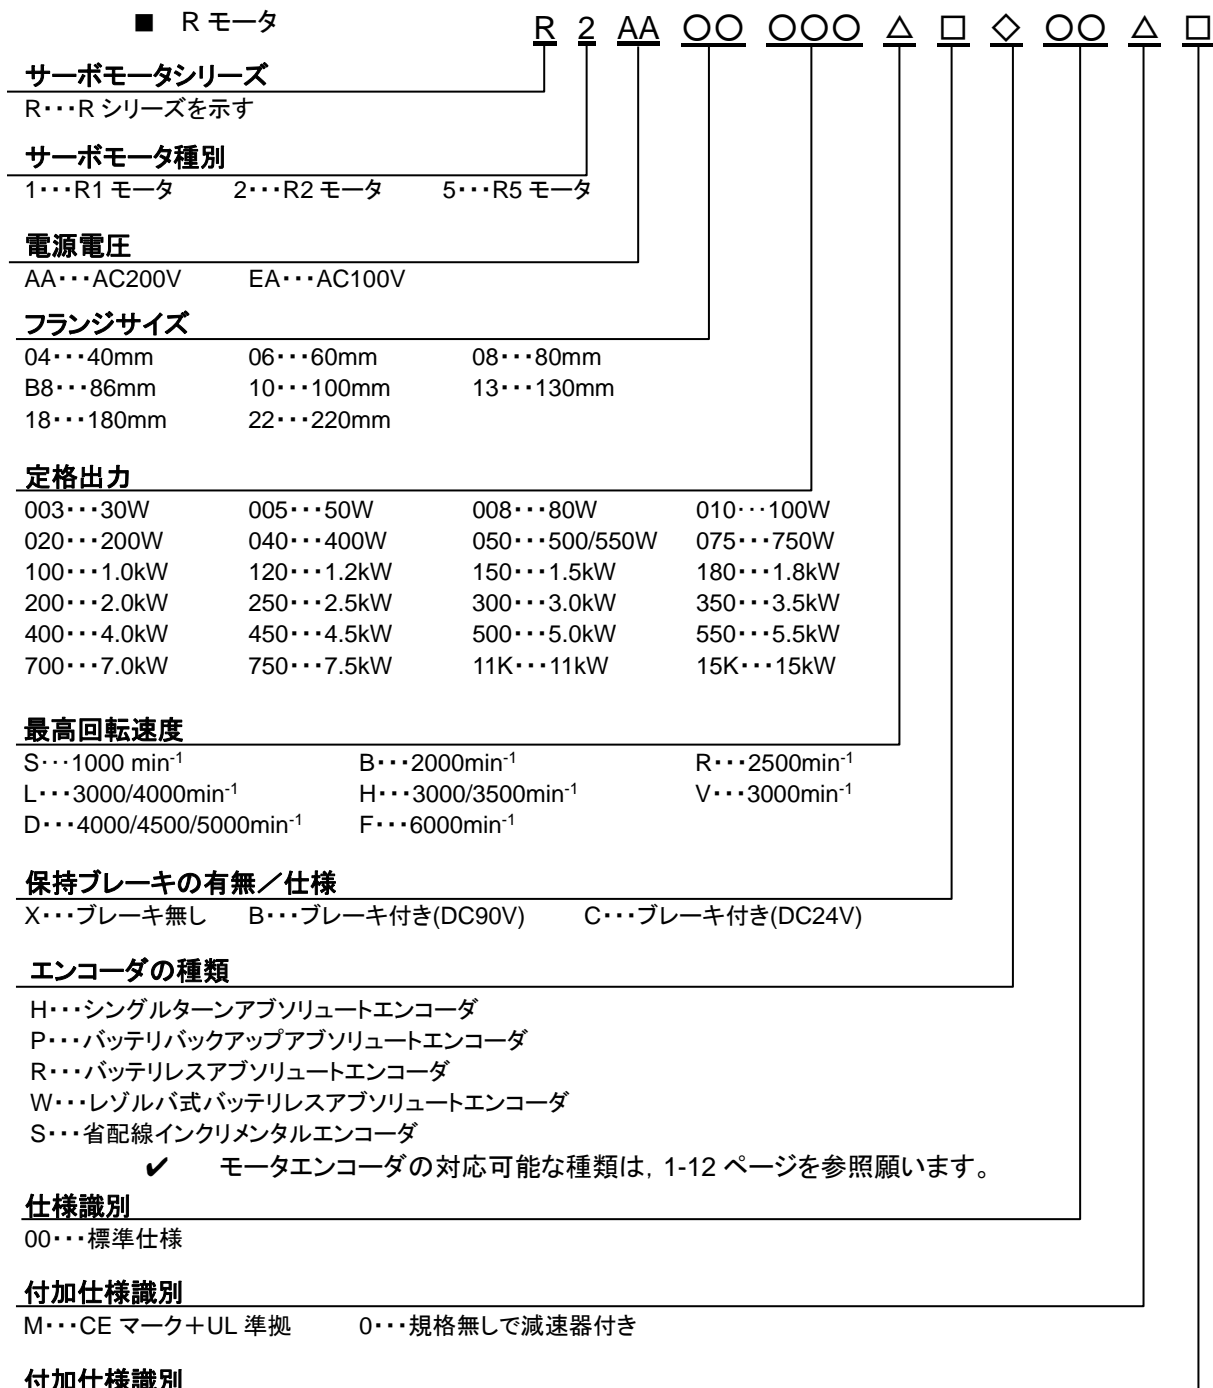 ■ R モータ R 2 AA ○○ ○○○ △ □ ◇ ○○ △ □
サーボモータシリーズ
R･･･R シリーズを示す
サーボモータ種別
1･･･R1 モータ 2･･･R2 モータ 5･･･R5 モータ
電源電圧
AA･･･AC200V EA･･･AC100V
フランジサイズ
04･･･40mm 06･･･60mm 08･･･80mm
B8･･･86mm 10･･･100mm 13･･･130mm
18･･･180mm 22･･･220mm
定格出力
003･･･30W 005･･･50W 008･･･80W 010･･･100W
020･･･200W 040･･･400W 050･･･500/550W 075･･･750W
100･･･1.0kW 120･･･1.2kW 150･･･1.5kW 180･･･1.8kW
200･･･2.0kW 250･･･2.5kW 300･･･3.0kW 350･･･3.5kW
400･･･4.0kW 450･･･4.5kW 500･･･5.0kW 550･･･5.5kW
700･･･7.0kW 750･･･7.5kW 11K･･･11kW 15K･･･15kW
最高回転速度
S･･･1000 min⁻¹ B･･･2000min⁻¹ R･･･2500min⁻¹
L･･･3000/4000min⁻¹ H･･･3000/3500min⁻¹ V･･･3000min⁻¹
D･･･4000/4500/5000min⁻¹ F･･･6000min⁻¹
保持ブレーキの有無／仕様
X･･･ブレーキ無し B･･･ブレーキ付き(DC90V) C･･･ブレーキ付き(DC24V)
エンコーダの種類
H･･･シングルターンアブソリュートエンコーダ
P･･･バッテリバックアップアブソリュートエンコーダ
R･･･バッテリレスアブソリュートエンコーダ
W･･･レゾルバ式バッテリレスアブソリュートエンコーダ
S･･･省配線インクリメンタルエンコーダ
✔ モータエンコーダの対応可能な種類は，1-12 ページを参照願います。
仕様識別
00･･･標準仕様
付加仕様識別
M･･･CE マーク＋UL 準拠 0･･･規格無しで減速器付き
付加仕様識別